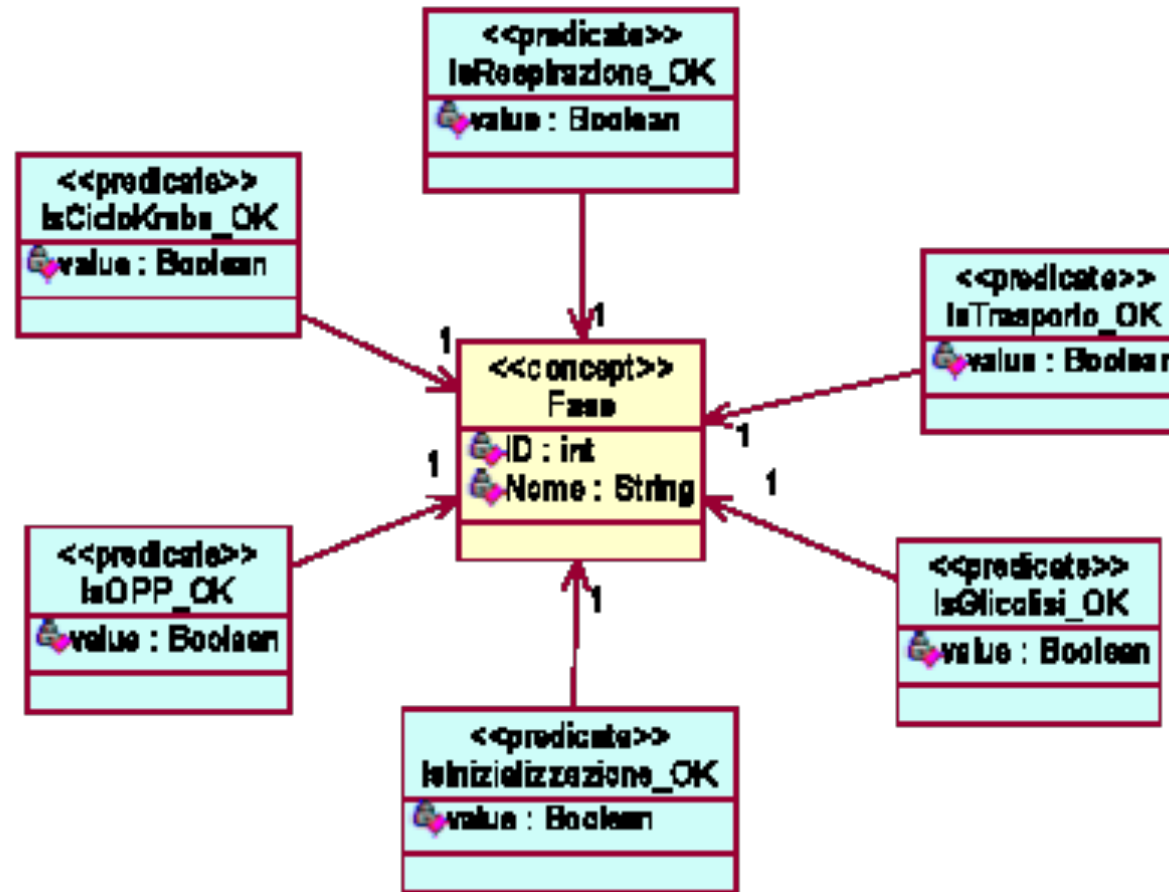 <<predicate>>
IsRespirazione_OK
value : Boolean
<<predicate>>
IsCicloKrebs_OK
value : Boolean
<<predicate>>
IsTrasporto_OK
value : Boolean
1
1
1
<<concept>>
Fase
ID : int
Nome : String
1
1
1
<<predicate>>
IsOPP_OK
value : Boolean
<<predicate>>
IsGlicolisi_OK
value : Boolean
<<predicate>>
IsInizializzazione_OK
value : Boolean